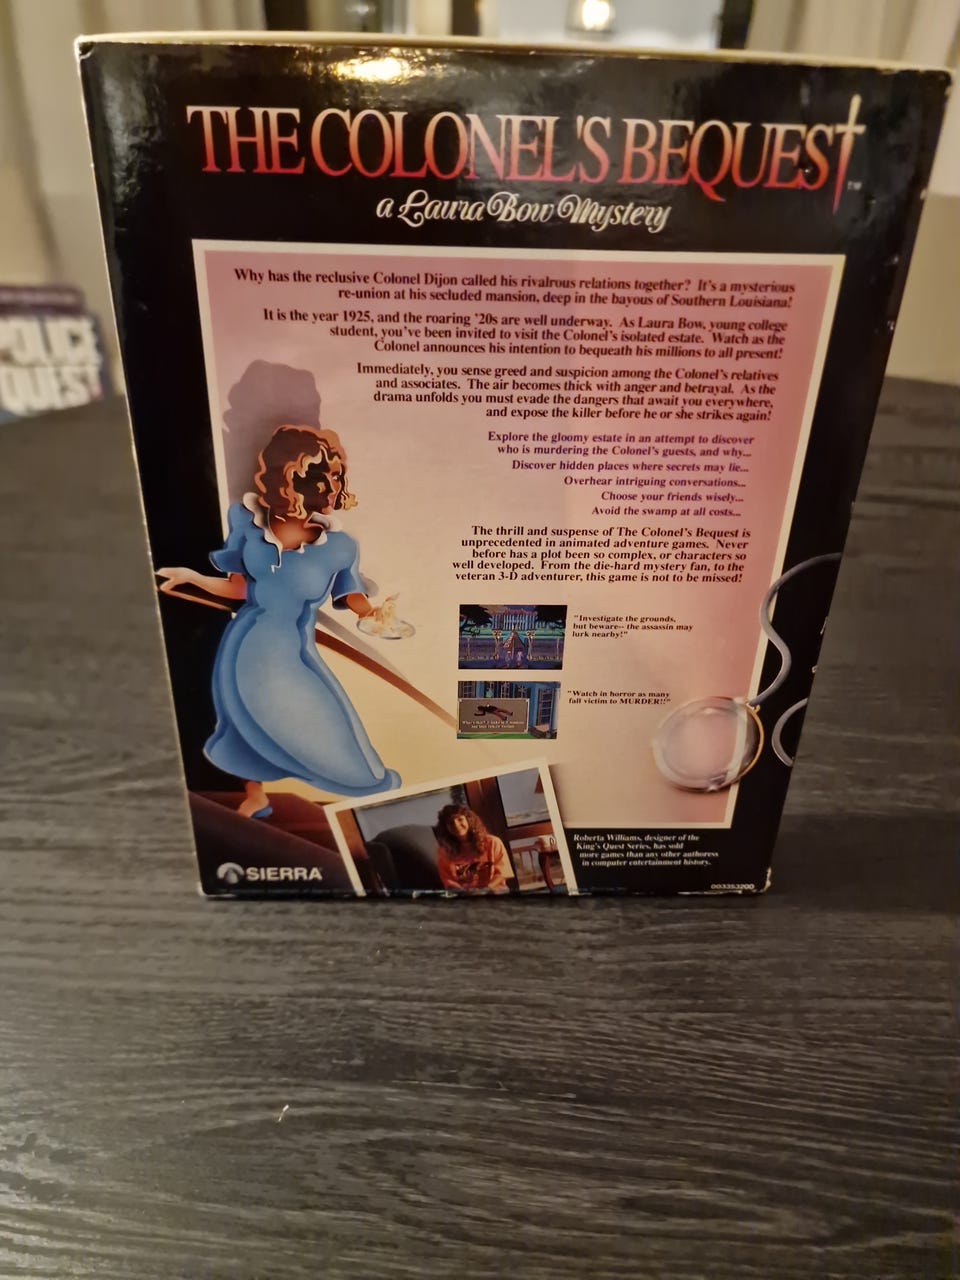 THE COLONEL'S BEQUEST™
a Laura Bow Mystery
Why has the reclusive Colonel Dijon called his rivalrous relations together? It's a mysterious
re-union at his secluded mansion, deep in the bayous of Southern Louisiana!
It is the year 1925, and the roaring '20s are well underway. As Laura Bow, young college
student, you've been invited to visit the Colonel's isolated estate. Watch as the
Colonel announces his intention to bequeath his millions to all present!
Immediately, you sense greed and suspicion among the Colonel's relatives
and associates. The air becomes thick with anger and betrayal. As the
drama unfolds you must evade the dangers that await you everywhere,
and expose the killer before he or she strikes again!
Explore the gloomy estate in an attempt to discover
who is murdering the Colonel's guests, and why...
Discover hidden places where secrets may lie...
Overhear intriguing conversations...
Choose your friends wisely...
Avoid the swamp at all costs...
The thrill and suspense of The Colonel's Bequest is
unprecedented in animated adventure games. Never
before has a plot been so complex, or characters so
well developed. From the die-hard mystery fan, to the
veteran 3-D adventurer, this game is not to be missed!
"Investigate the grounds,
but beware-- the assassin may
lurk nearby!"
"Watch in horror as many
fall victim to MURDER!!"
Roberta Williams, designer of the
King's Quest Series, has sold
more games than any other authoress
in computer entertainment history.
SIERRA
003353200
POLICE
QUEST